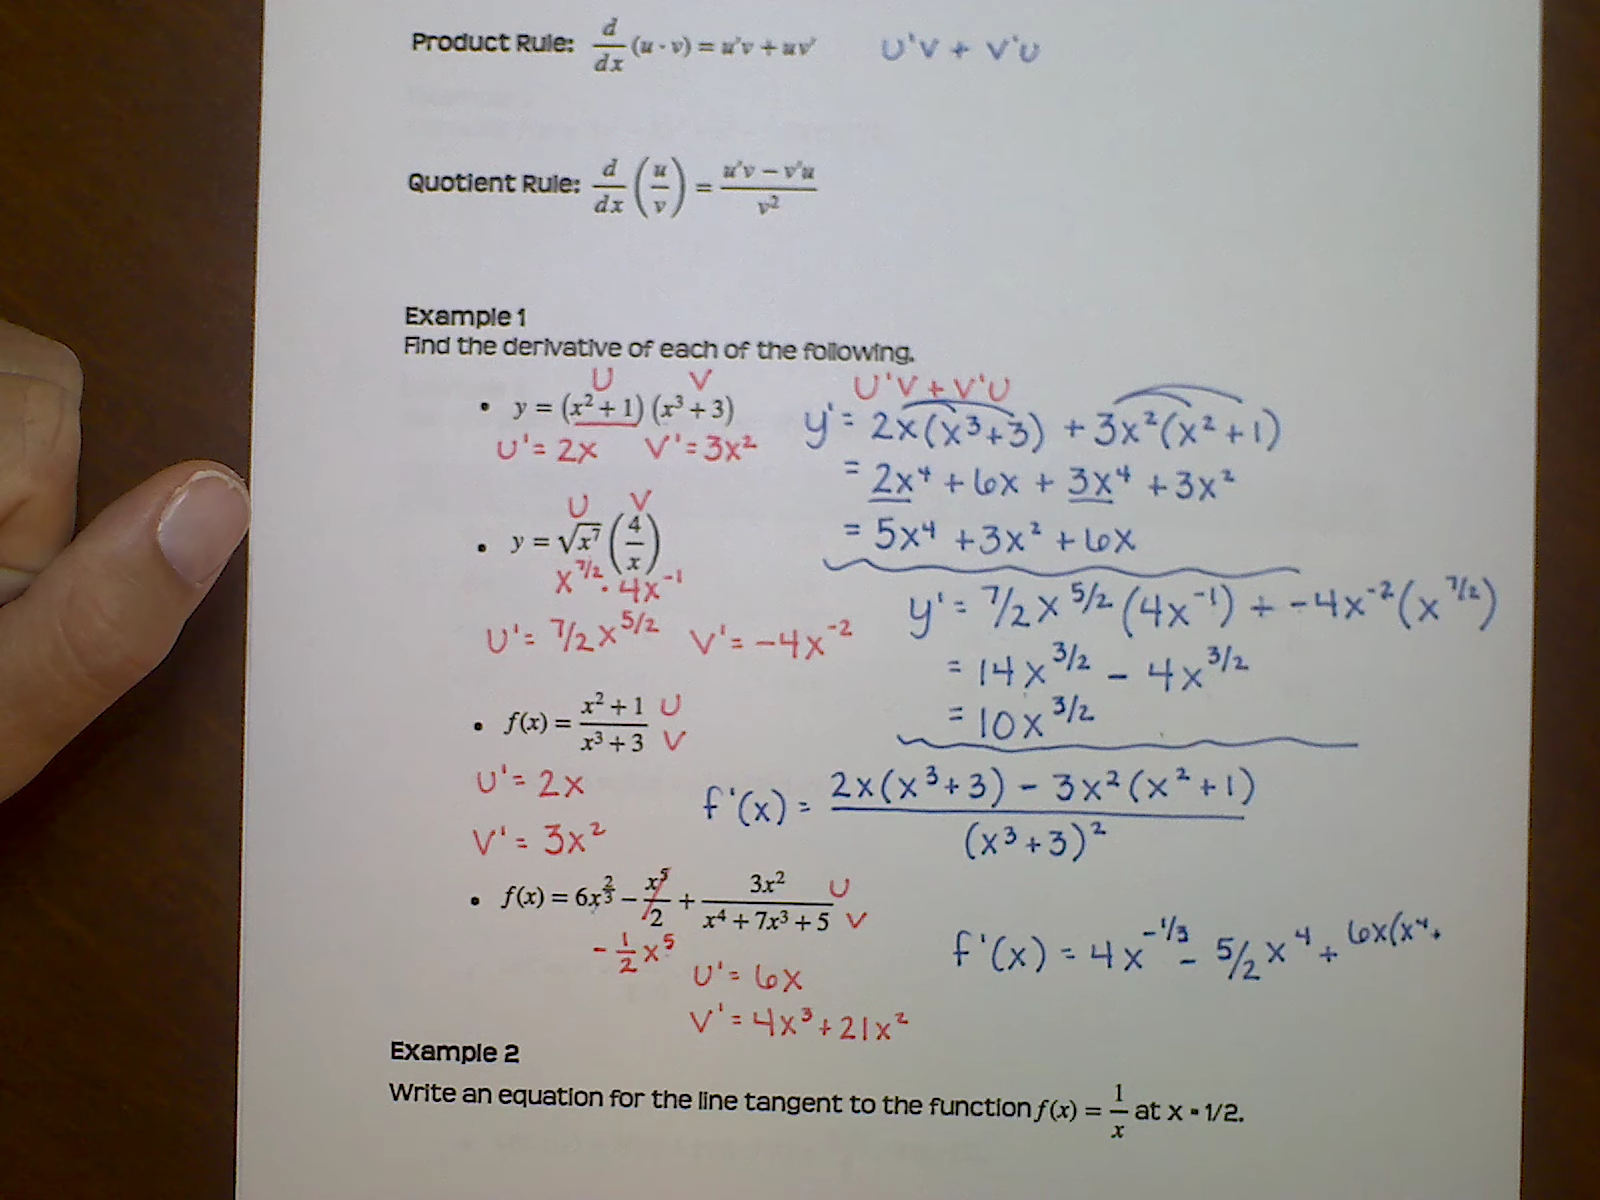 Product Rule: d/dx (u · v) = u'v + uv' U'V + V'U
Quotient Rule: d/dx (u/v) = (u'v − v'u)/v²
Example 1
Find the derivative of each of the following.
U V U'V + V'U
• y = (x² + 1) (x³ + 3) y' = 2x(x³+3) + 3x²(x²+1)
U' = 2x V' = 3x²
= 2x⁴ + 6x + 3x⁴ + 3x²
U V
• y = √x⁷ (4/x) = 5x⁴ + 3x² + 6x
x^7/2 · 4x⁻¹ y' = 7/2 x^5/2 (4x⁻¹) + -4x⁻² (x^7/2)
U' = 7/2 x^5/2 V' = -4x⁻²
= 14x^3/2 - 4x^3/2
• f(x) = (x² + 1)/(x³ + 3) U V = 10x^3/2
U' = 2x
V' = 3x² f'(x) = (2x(x³+3) - 3x²(x²+1))/(x³+3)²
• f(x) = 6x^2/3 − x⁵/2 + 3x²/(x⁴ + 7x³ + 5) U V
- 1/2 x⁵ f'(x) = 4x^-1/3 - 5/2 x⁴ + 6x(x⁴+
U' = 6x
V' = 4x³ + 21x²
Example 2
Write an equation for the line tangent to the function f(x) = 1/x at x = 1/2.